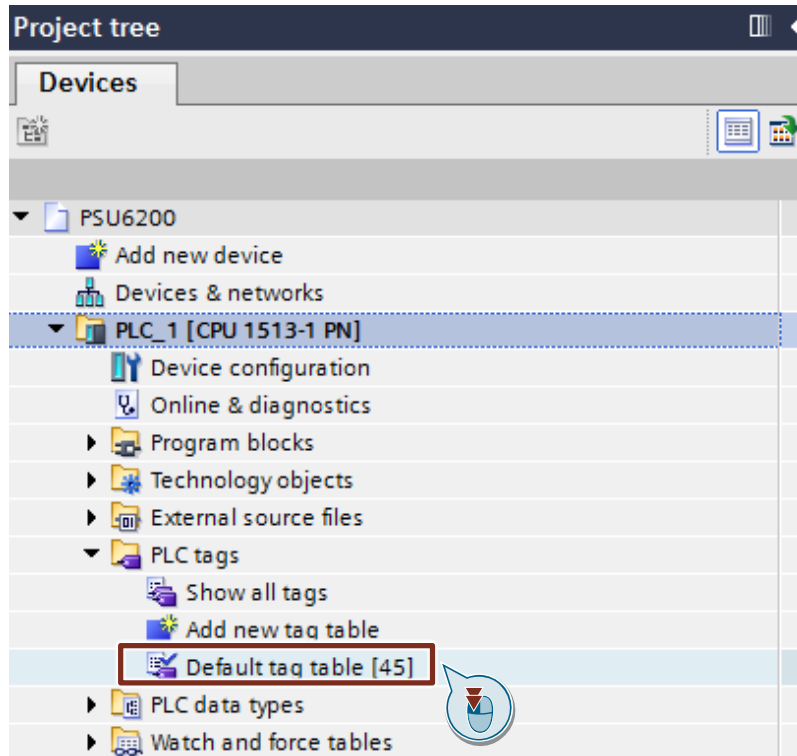 Project tree
Devices
PSU6200
Add new device
Devices & networks
PLC_1 [CPU 1513-1 PN]
Device configuration
Online & diagnostics
Program blocks
Technology objects
External source files
PLC tags
Show all tags
Add new tag table
Default tag table [45]
PLC data types
Watch and force tables